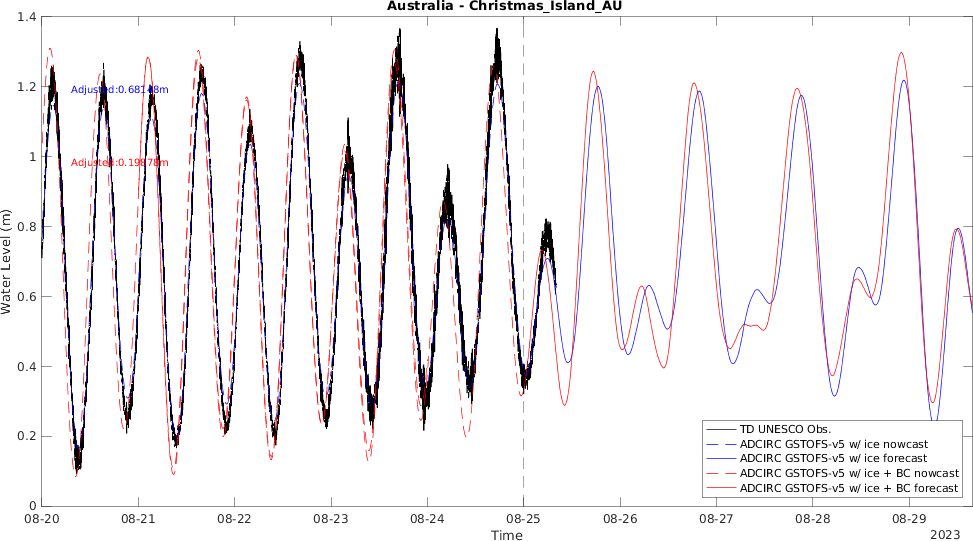 Australia - Christmas_Island_AU
1.4
1.2
1
0.8
0.6
0.4
0.2
0
Water Level (m)
Adjusted:0.68148m
Adjusted:0.19878m
TD UNESCO Obs.
ADCIRC GSTOFS-v5 w/ ice nowcast
ADCIRC GSTOFS-v5 w/ ice forecast
ADCIRC GSTOFS-v5 w/ ice + BC nowcast
ADCIRC GSTOFS-v5 w/ ice + BC forecast
08-20 08-21 08-22 08-23 08-24 08-25 08-26 08-27 08-28 08-29
Time
2023